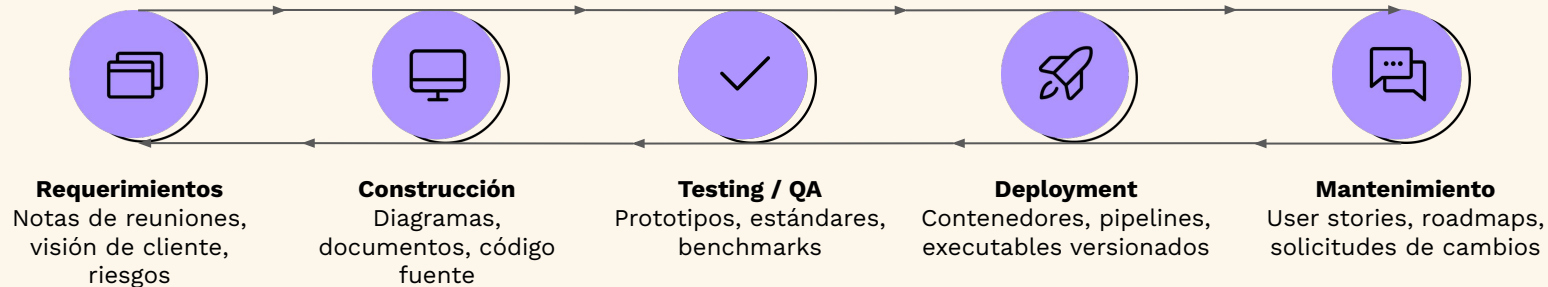 Requerimientos
Notas de reuniones,
visión de cliente,
riesgos
Construcción
Diagramas,
documentos, código
fuente
Testing / QA
Prototipos, estándares,
benchmarks
Deployment
Contenedores, pipelines,
executables versionados
Mantenimiento
User stories, roadmaps,
solicitudes de cambios